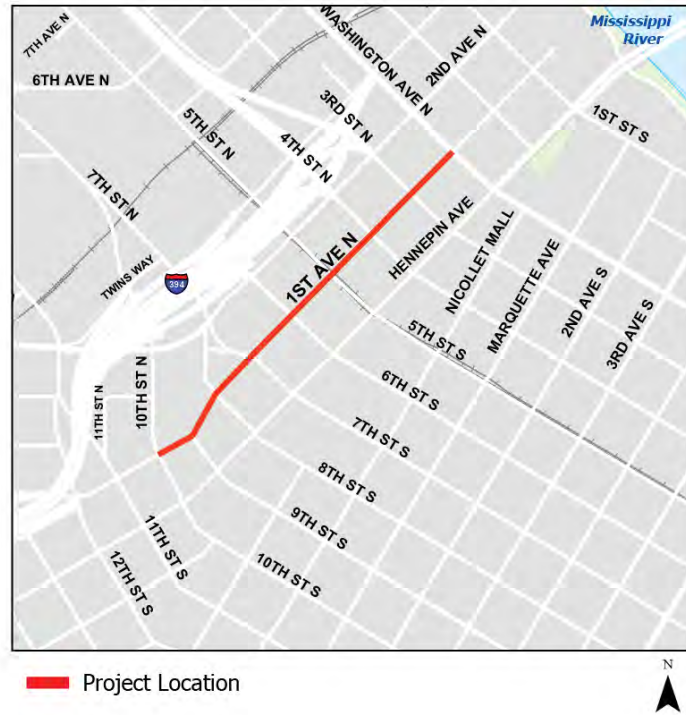 Mississippi
River
7TH AVE N
WASHINGTON AVE N
2ND AVE N
6TH AVE N
3RD ST N
5TH ST N
1ST ST S
4TH ST N
7TH ST N
HENNEPIN AVE
NICOLLET MALL
MARQUETTE AVE
2ND AVE S
3RD AVE S
TWINS WAY
1ST AVE N
394
5TH ST S
6TH ST S
10TH ST N
11TH ST N
7TH ST S
8TH ST S
9TH ST S
11TH ST S
10TH ST S
12TH ST S
Project Location
N